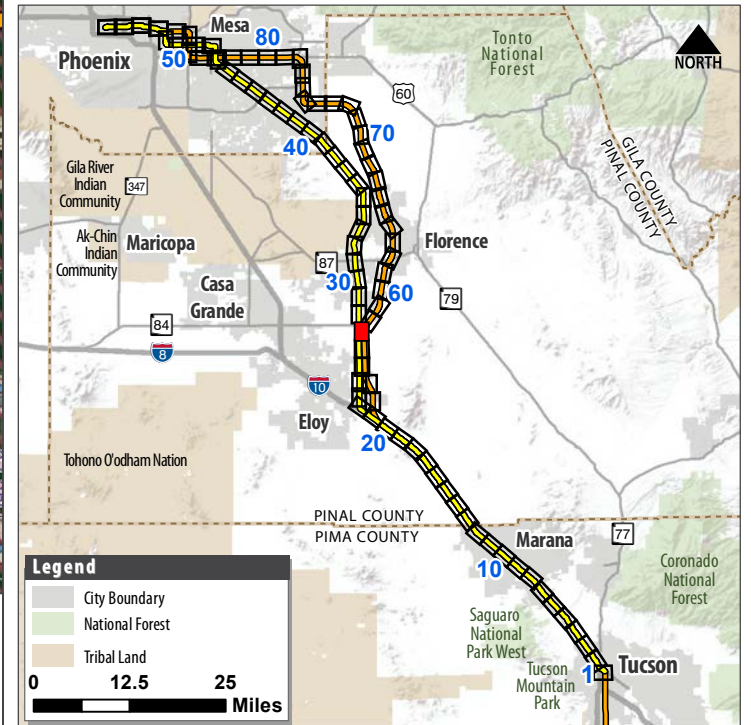 Mesa
80
Phoenix
50
Tonto
National
Forest
NORTH
60
70
40
GILA COUNTY
PINAL COUNTY
Gila River
Indian
Community
347
Ak-Chin
Indian
Community
Maricopa
Florence
87
30
60
Casa
Grande
79
84
8
10
Eloy
20
Tohono O'odham Nation
PINAL COUNTY
PIMA COUNTY
Marana
77
10
Coronado
National
Forest
Saguaro
National
Park West
Tucson
Mountain
Park
1
Tucson
Legend
City Boundary
National Forest
Tribal Land
0 12.5 25
Miles